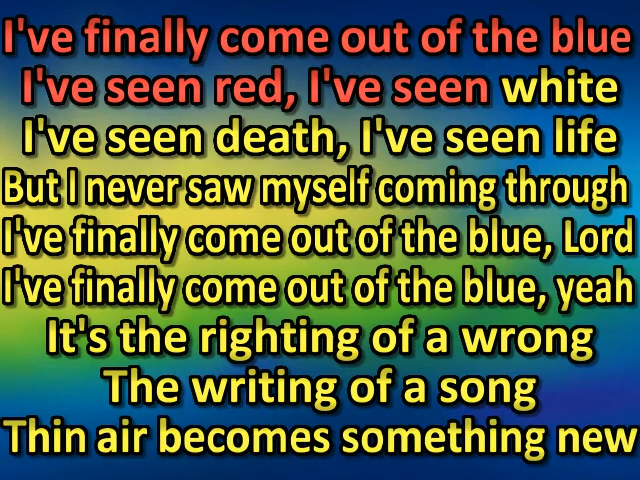 I've finally come out of the blue
I've seen red, I've seen white
I've seen death, I've seen life
But I never saw myself coming through
I've finally come out of the blue, Lord
I've finally come out of the blue, yeah
It's the righting of a wrong
The writing of a song
Thin air becomes something new